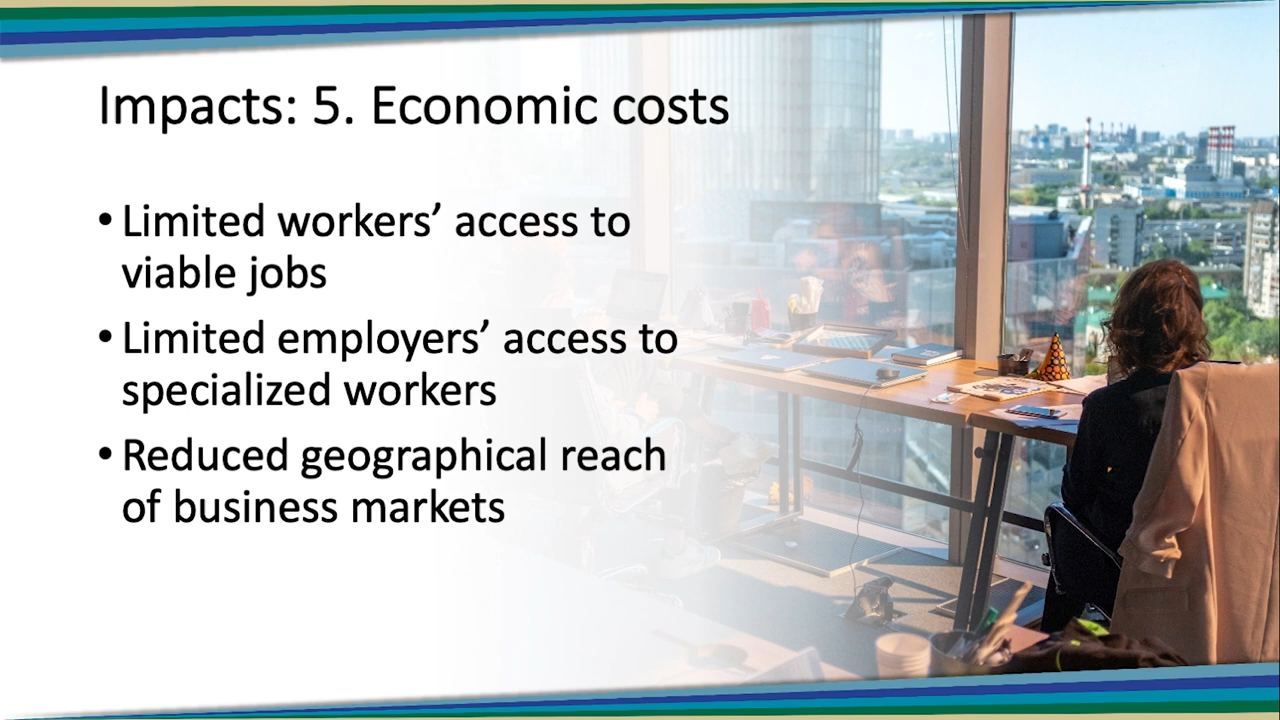 Impacts: 5. Economic costs
• Limited workers’ access to
viable jobs
• Limited employers’ access to
specialized workers
• Reduced geographical reach
of business markets